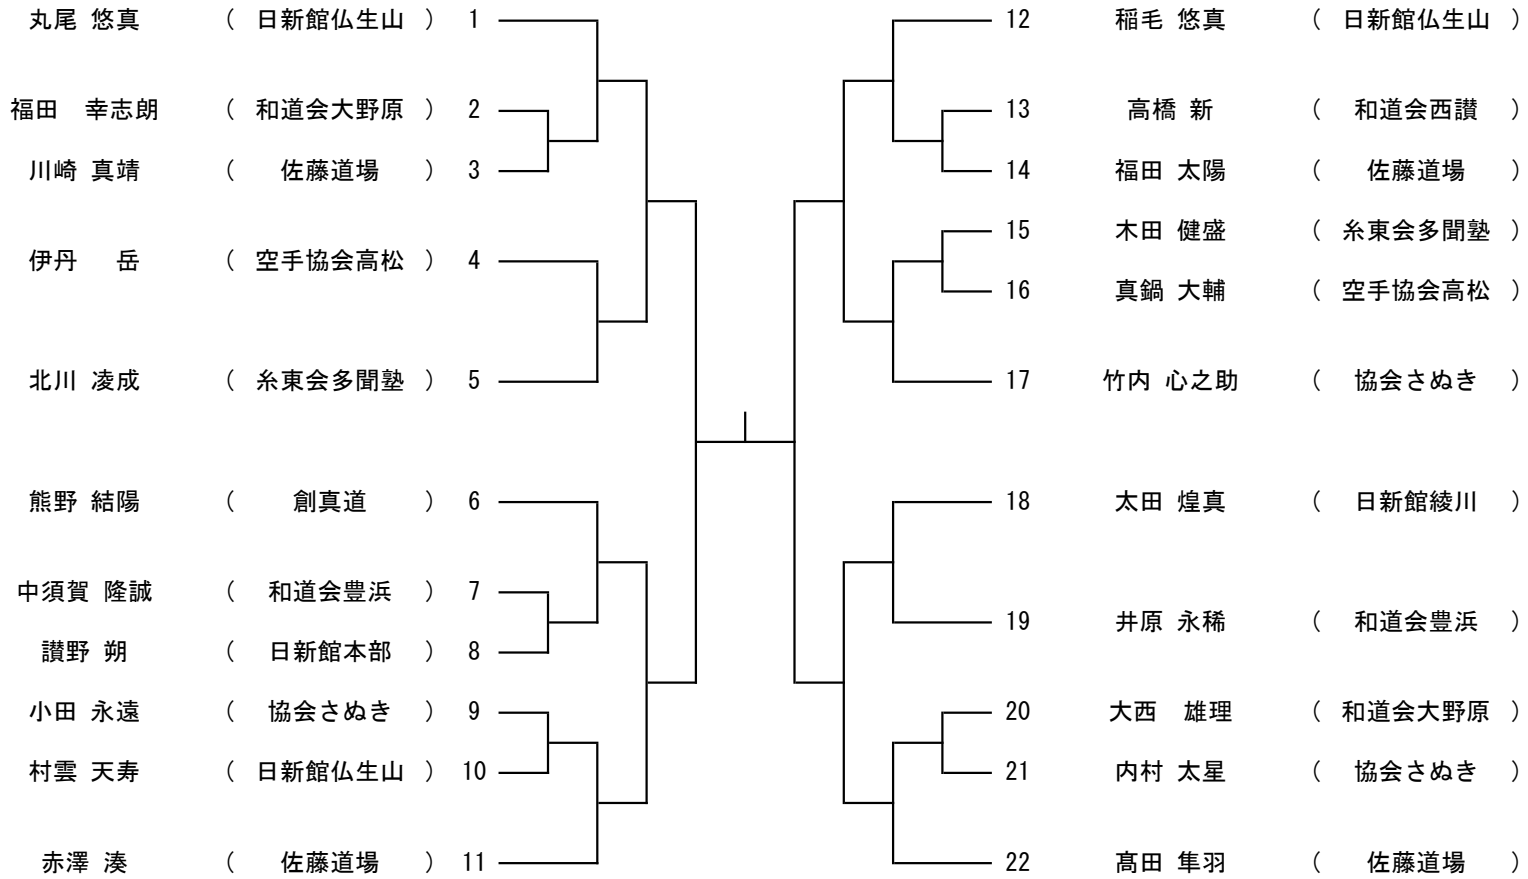 丸尾 悠真 ( 日新館仏生山 ) 1
福田 幸志朗 ( 和道会大野原 ) 2
川崎 真靖 ( 佐藤道場 ) 3
伊丹 岳 ( 空手協会高松 ) 4
北川 凌成 ( 糸東会多聞塾 ) 5
熊野 結陽 ( 創真道 ) 6
中須賀 隆誠 ( 和道会豊浜 ) 7
讃野 朔 ( 日新館本部 ) 8
小田 永遠 ( 協会さぬき ) 9
村雲 天寿 ( 日新館仏生山 ) 10
赤澤 湊 ( 佐藤道場 ) 11
12 稲毛 悠真 ( 日新館仏生山 )
13 高橋 新 ( 和道会西讃 )
14 福田 太陽 ( 佐藤道場 )
15 木田 健盛 ( 糸東会多聞塾 )
16 真鍋 大輔 ( 空手協会高松 )
17 竹内 心之助 ( 協会さぬき )
18 太田 煌真 ( 日新館綾川 )
19 井原 永稀 ( 和道会豊浜 )
20 大西 雄理 ( 和道会大野原 )
21 内村 太星 ( 協会さぬき )
22 髙田 隼羽 ( 佐藤道場 )